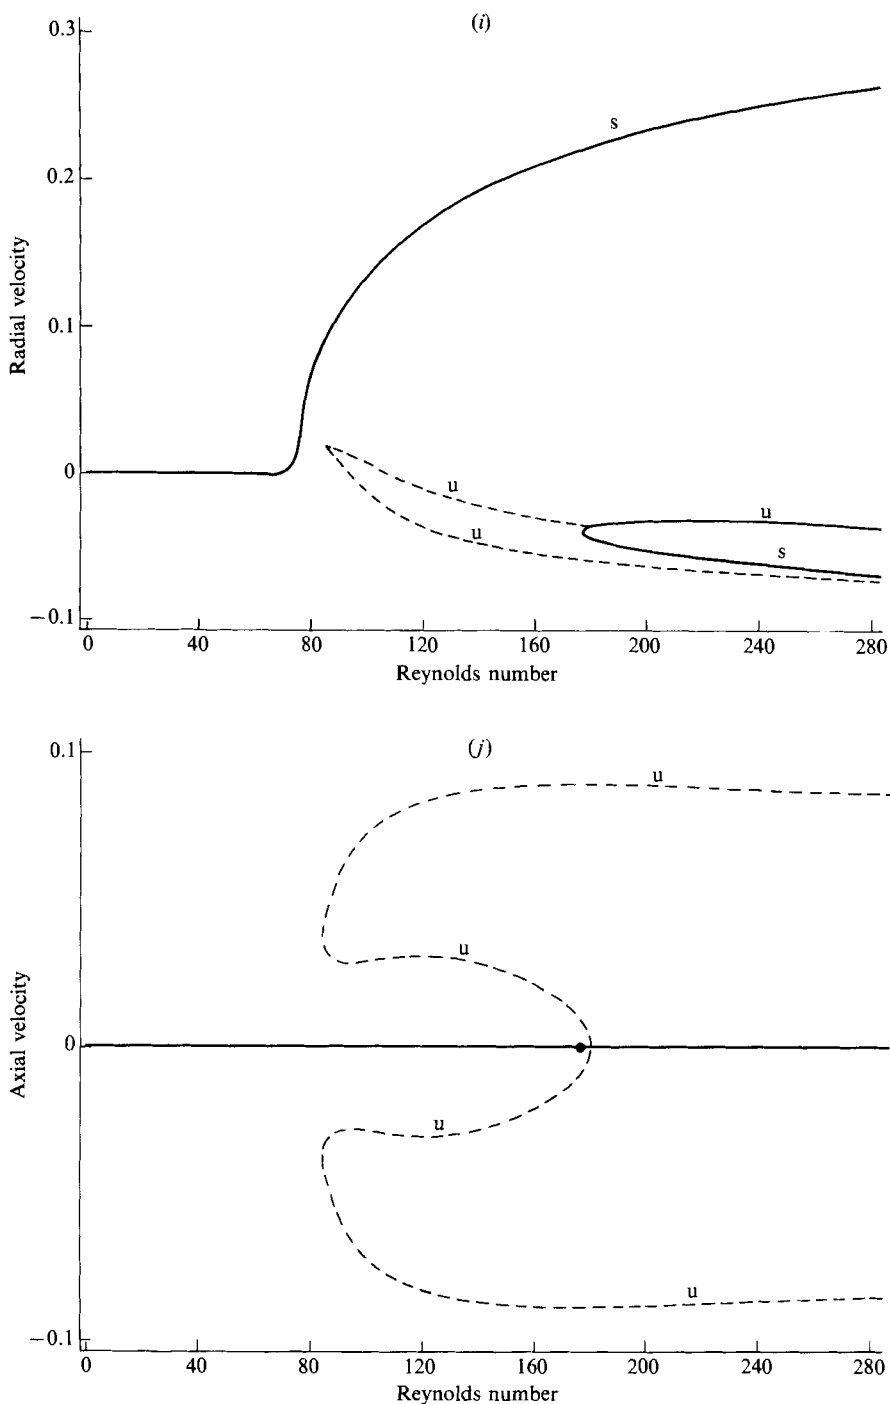 (i)
0.3
s
0.2
Radial velocity
0.1
0
u
u
u
s
−0.1
0 40 80 120 160 200 240 280
Reynolds number
(j)
0.1
u
u
Axial velocity
0
u
u
−0.1
0 40 80 120 160 200 240 280
Reynolds number